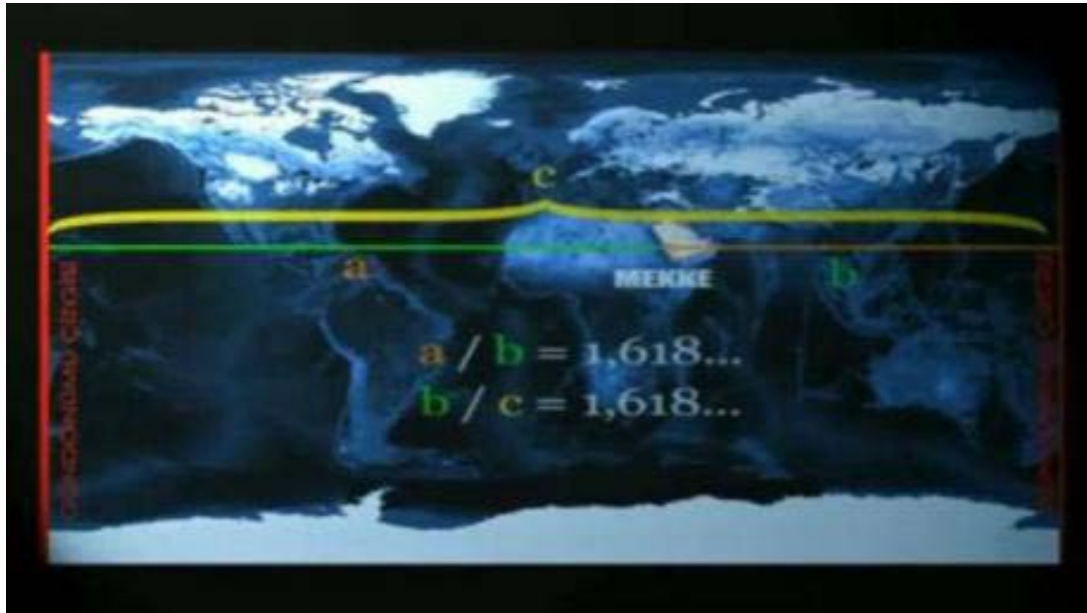 c
a
b
MEKKE
a / b = 1,618...
b / c = 1,618...